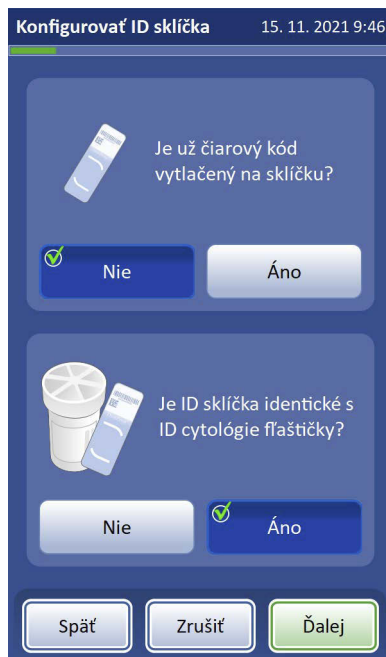 Konfigurovať ID sklíčka 15. 11. 2021 9:46
Je už čiarový kód
vytlačený na sklíčku?
Nie Áno
Je ID sklíčka identické s
ID cytológie fľaštičky?
Nie Áno
Späť Zrušiť Ďalej